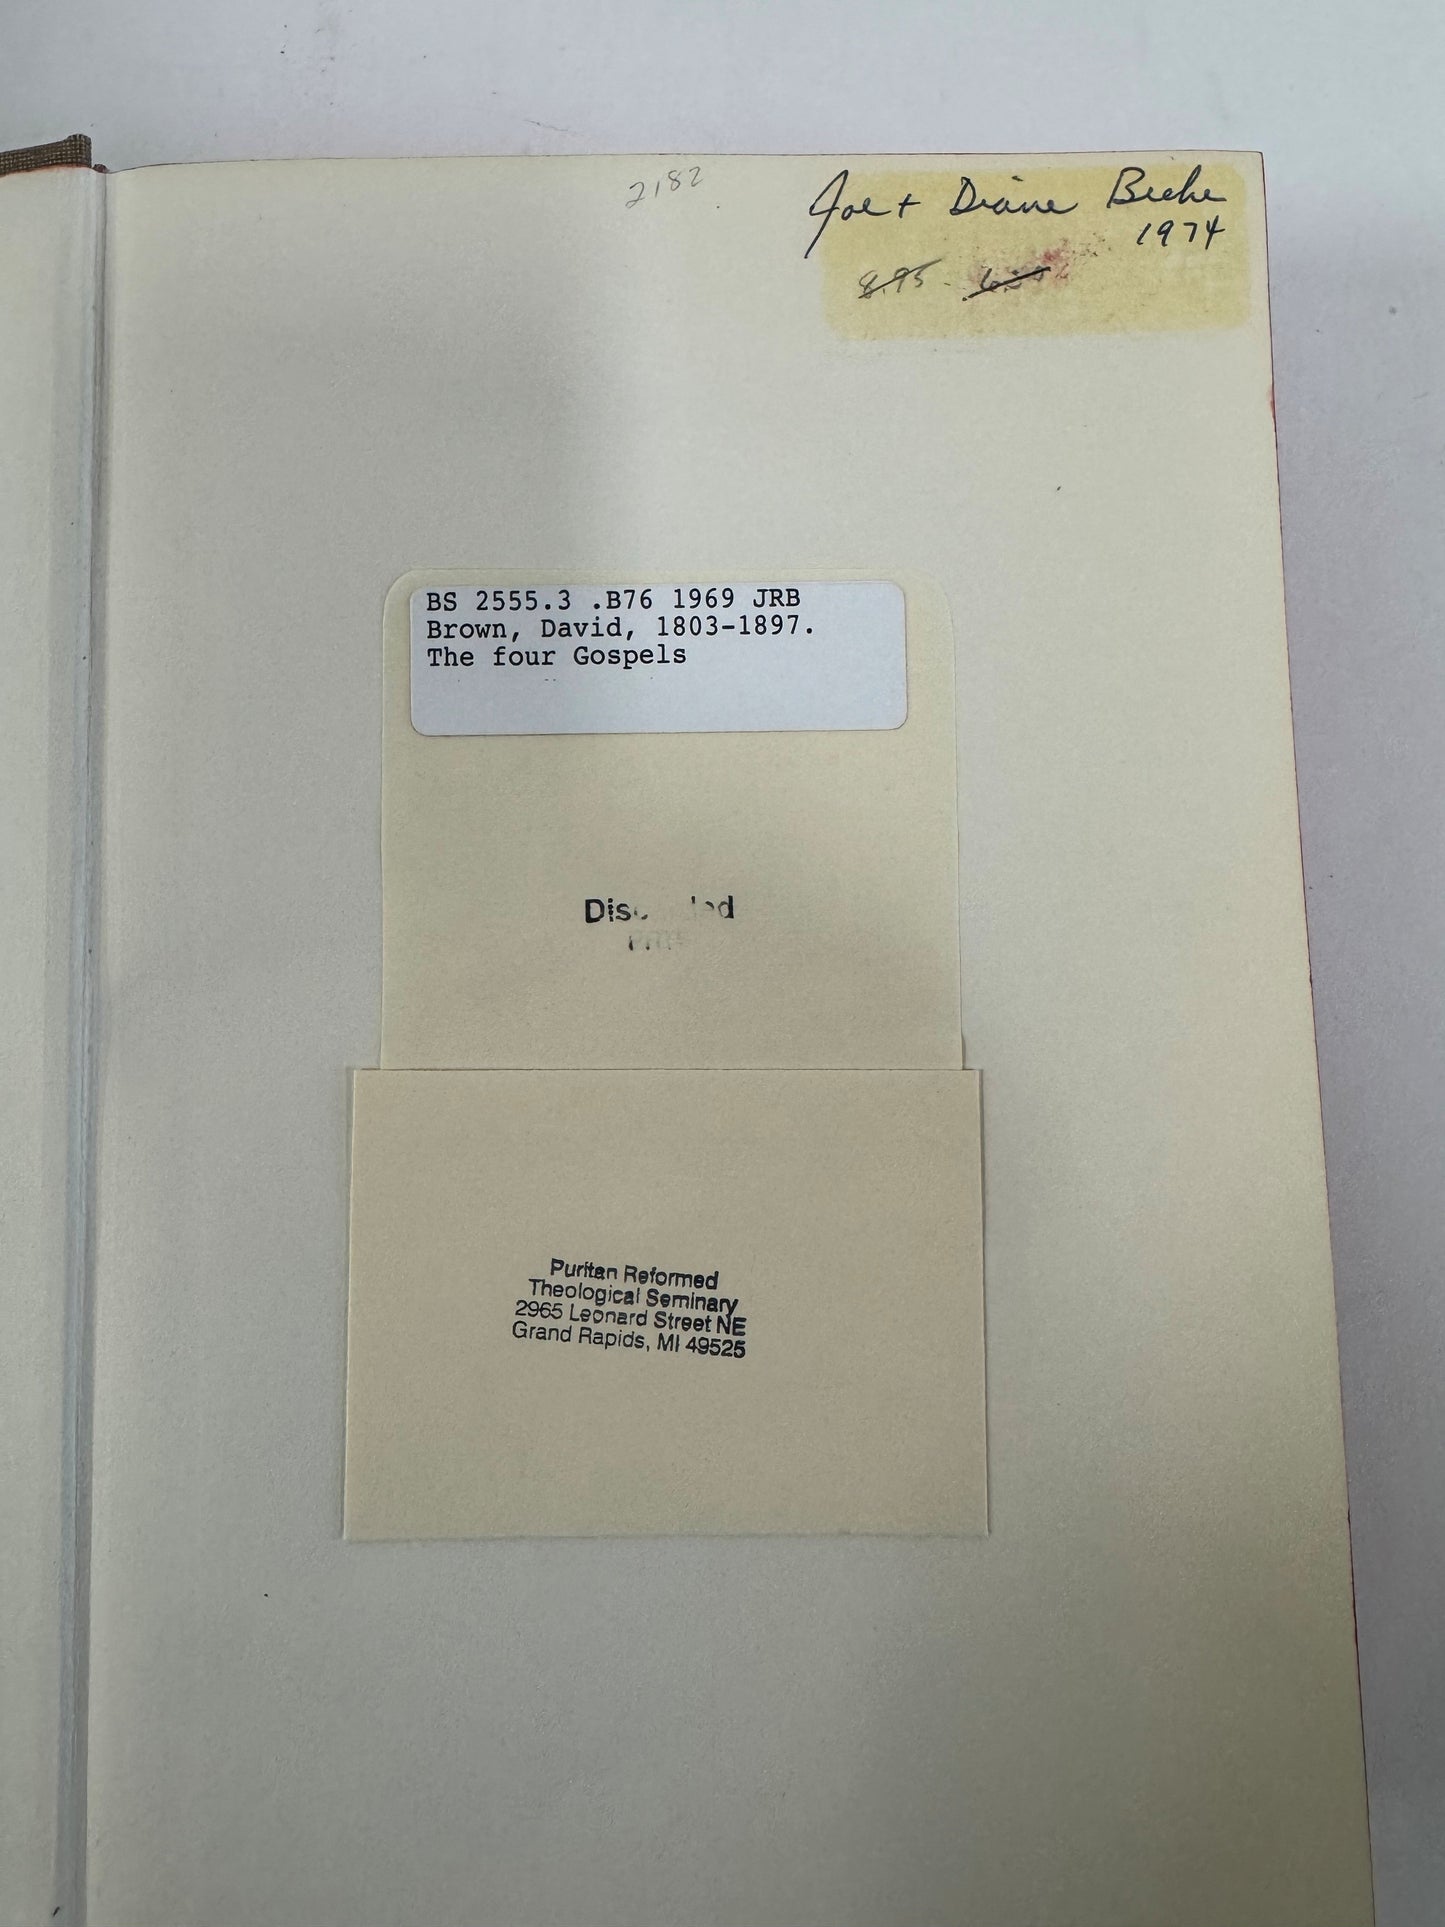 2182
Joe + Diane Beeke
1974
8.95
BS 2555.3 .B76 1969 JRB
Brown, David, 1803-1897.
The four Gospels
Puritan Reformed
Theological Seminary
2965 Leonard Street NE
Grand Rapids, MI 49525